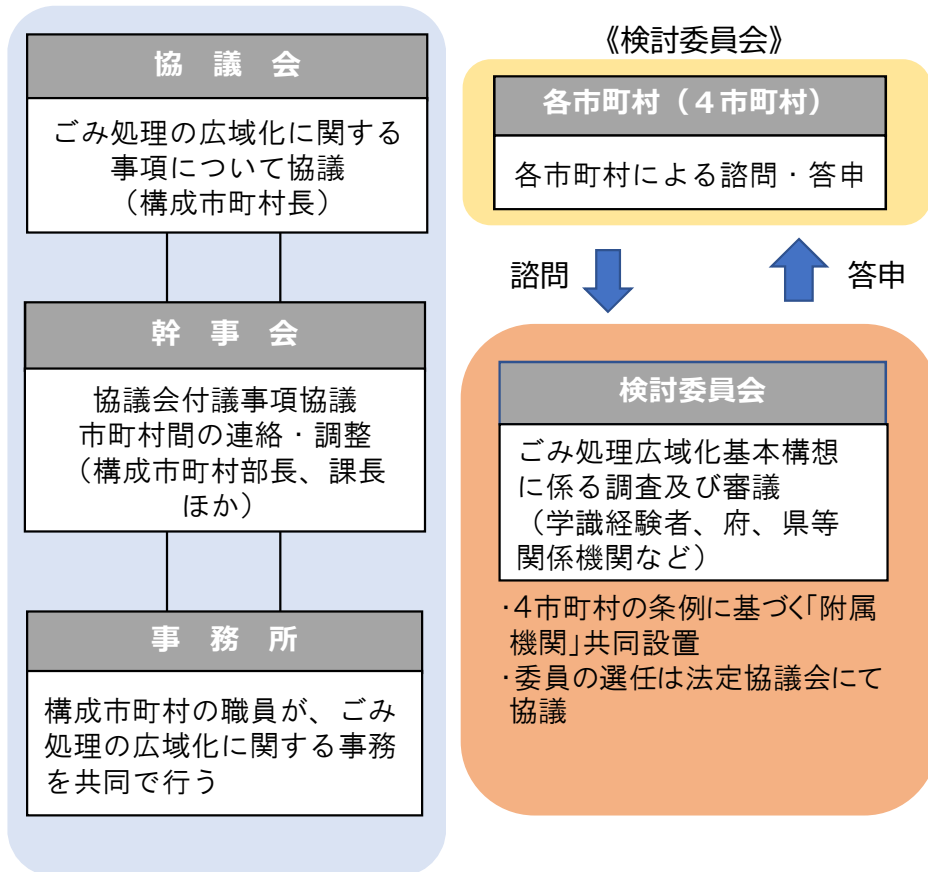 協　議　会
ごみ処理の広域化に関する
事項について協議
（構成市町村長）
幹　事　会
協議会付議事項協議
市町村間の連絡・調整
（構成市町村部長、課長
ほか）
事　務　所
構成市町村の職員が、ごみ
処理の広域化に関する事務
を共同で行う
《検討委員会》
各市町村（４市町村）
各市町村による諮問・答申
諮問
答申
検討委員会
ごみ処理広域化基本構想
に係る調査及び審議
（学識経験者、府、県等
関係機関など）
・4市町村の条例に基づく「附属
機関」共同設置
・委員の選任は法定協議会にて
協議